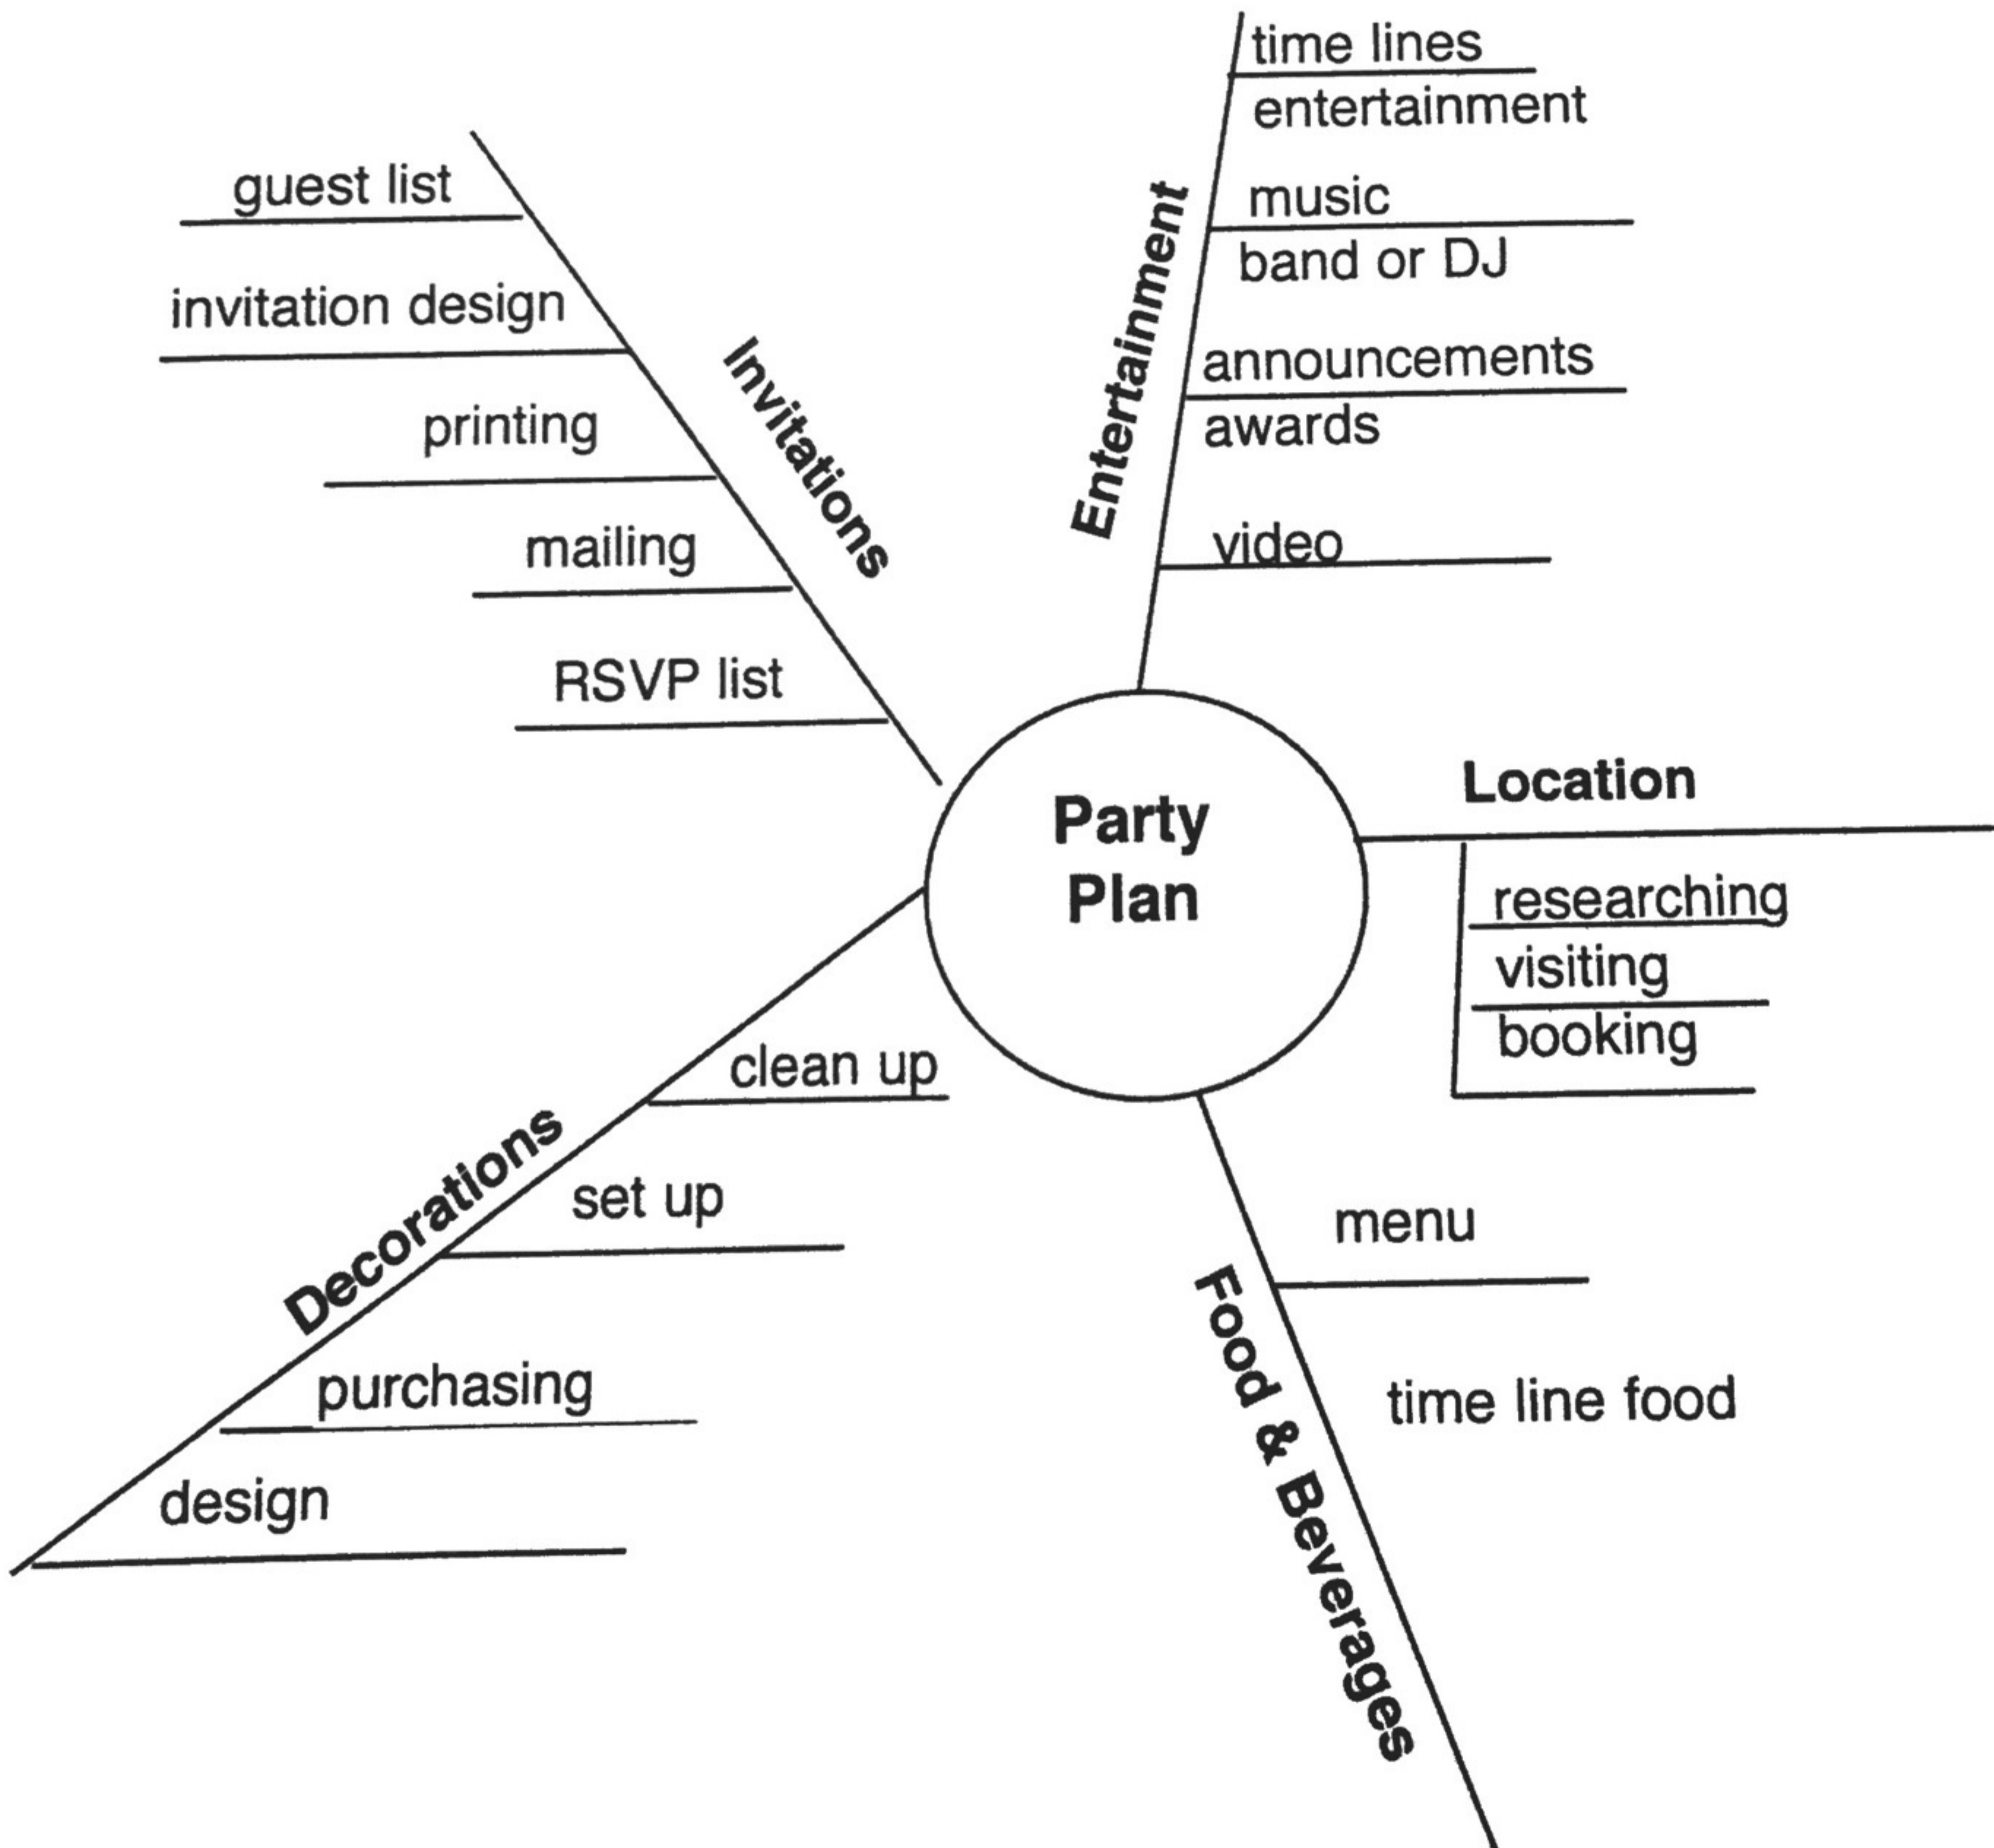 Party
Plan
Invitations
guest list
invitation design
printing
mailing
RSVP list
Entertainment
time lines
entertainment
music
band or DJ
announcements
awards
video
Location
researching
visiting
booking
Food & Beverages
menu
time line food
Decorations
clean up
set up
purchasing
design